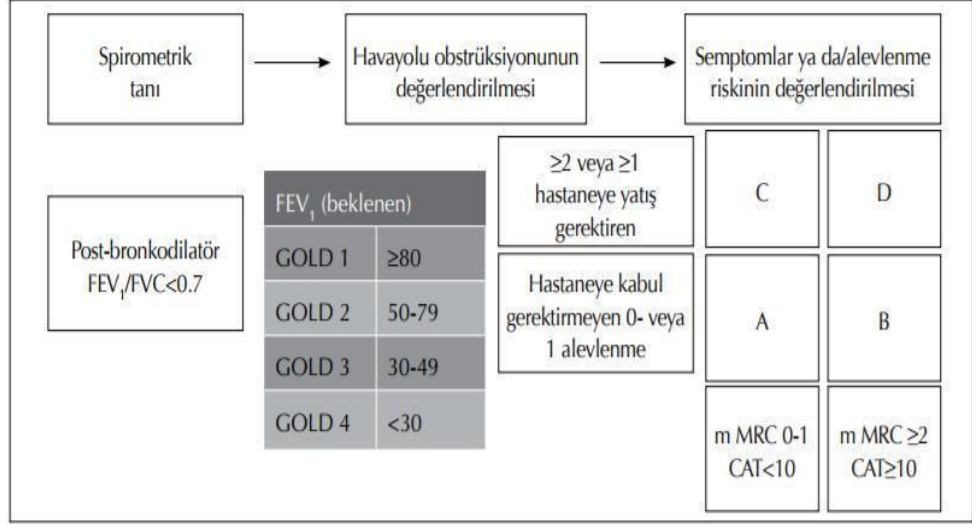 Spirometrik
tanı
Havayolu obstrüksiyonunun
değerlendirilmesi
Semptomlar ya da/alevlenme
riskinin değerlendirilmesi
Post-bronkodilatör
FEV₁/FVC<0.7
FEV₁ (beklenen)
GOLD 1 ≥80
GOLD 2 50-79
GOLD 3 30-49
GOLD 4 <30
≥2 veya ≥1
hastaneye yatış
gerektiren
C D
Hastaneye kabul
gerektirmeyen 0- veya
1 alevlenme
A B
m MRC 0-1
CAT<10
m MRC ≥2
CAT≥10